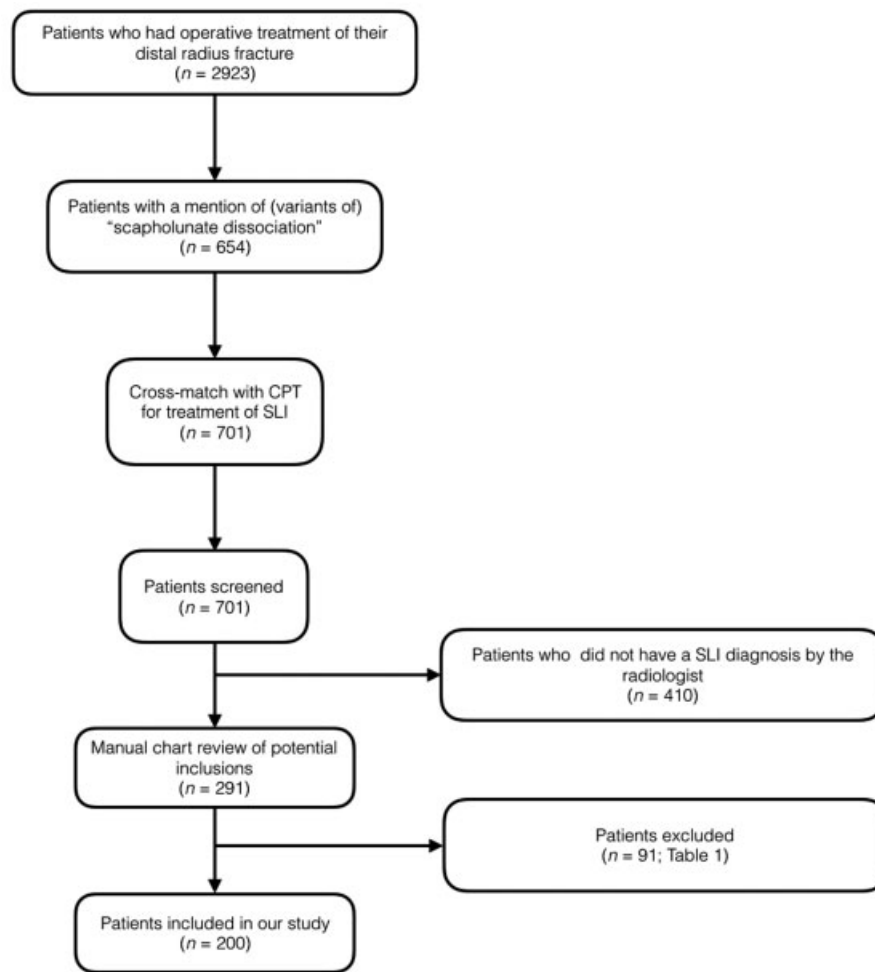 Patients who had operative treatment of their
distal radius fracture
(n = 2923)
Patients with a mention of (variants of)
“scapholunate dissociation"
(n = 654)
Cross-match with CPT
for treatment of SLI
(n = 701)
Patients screened
(n = 701)
Patients who did not have a SLI diagnosis by the
radiologist
(n = 410)
Manual chart review of potential
inclusions
(n = 291)
Patients excluded
(n = 91; Table 1)
Patients included in our study
(n = 200)